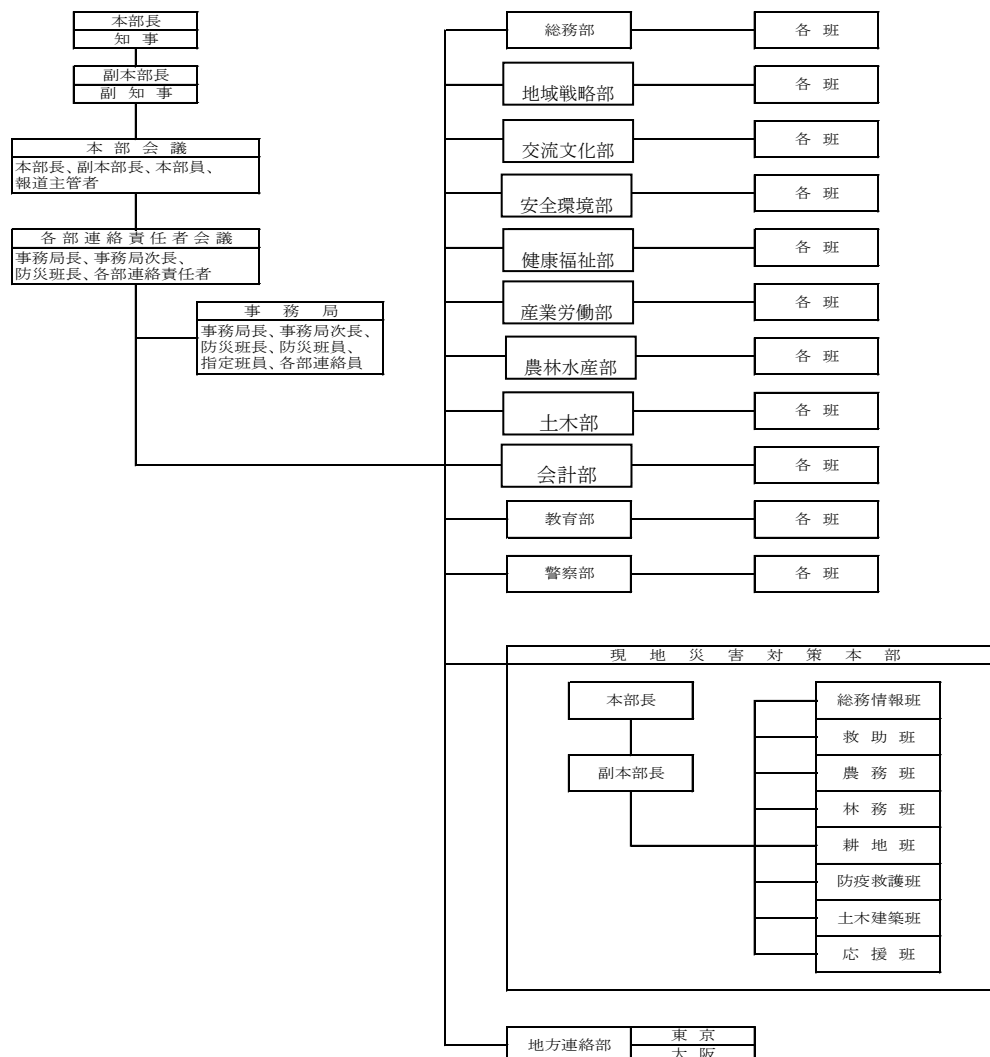 本部長
知 事
副本部長
副 知 事
本 部 会 議
本部長、副本部長、本部員、
報道主管者
各 部 連 絡 責 任 者 会 議
事務局長、事務局次長、
防災班長、各部連絡責任者
事 務 局
事務局長、事務局次長、
防災班長、防災班員、
指定班員、各部連絡員
総務部 各 班
地域戦略部 各 班
交流文化部 各 班
安全環境部 各 班
健康福祉部 各 班
産業労働部 各 班
農林水産部 各 班
土木部 各 班
会計部 各 班
教育部 各 班
警察部 各 班
現 地 災 害 対 策 本 部
本部長
副本部長
総務情報班
救 助 班
農 務 班
林 務 班
耕 地 班
防疫救護班
土木建築班
応 援 班
地方連絡部
東 京
大 阪